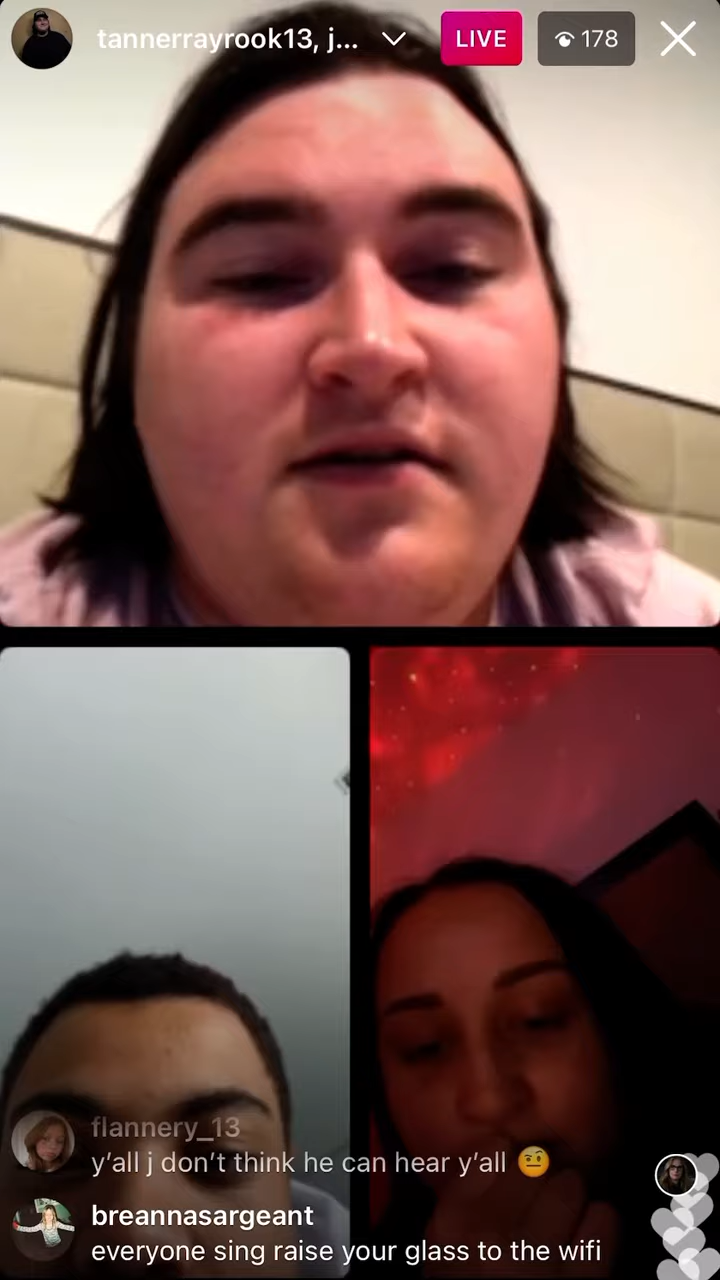 tannerrayrook13, j...
LIVE
178
flannery_13
y'all j don't think he can hear y'all 🤨
breannasargeant
everyone sing raise your glass to the wifi